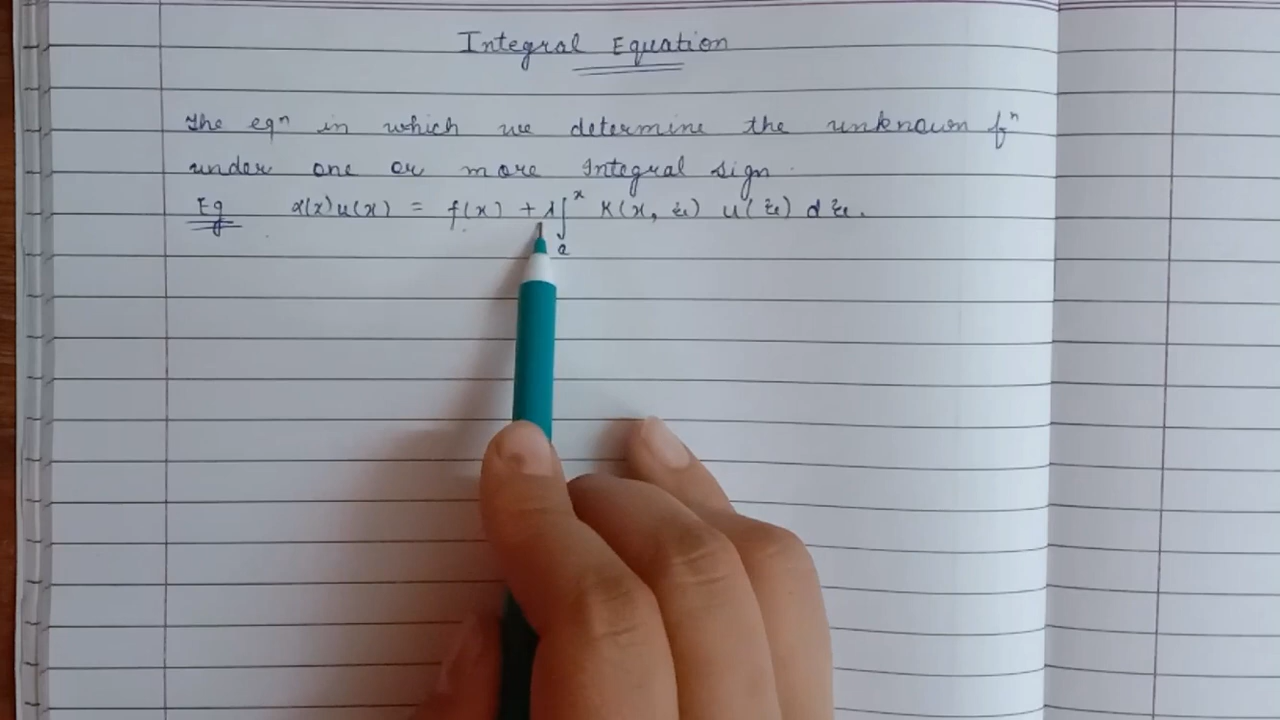 Integral Equation
The eqⁿ in which we determine the unknown fⁿ
under one or more Integral sign.
Eg α(x)u(x) = f(x) + λ∫ₐˣ K(x, ξ) u(ξ) dξ.